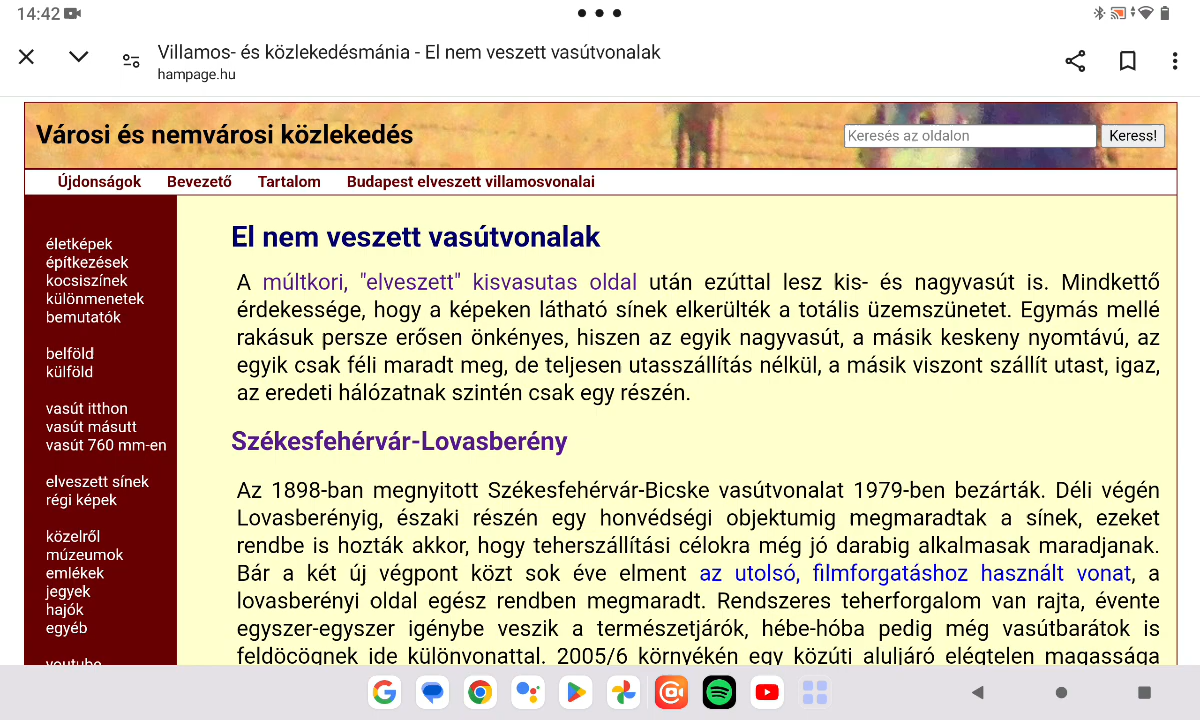 14:42
Villamos- és közlekedésmánia - El nem veszett vasútvonalak
hampage.hu
Városi és nemvárosi közlekedés
Keresés az oldalon
Keress!
Újdonságok Bevezető Tartalom Budapest elveszett villamosvonalai
életképek
építkezések
kocsiszínek
különmenetek
bemutatók
belföld
külföld
vasút itthon
vasút másutt
vasút 760 mm-en
elveszett sínek
régi képek
közelről
múzeumok
emlékek
jegyek
hajók
egyéb
youtube
El nem veszett vasútvonalak
A múltkori, "elveszett" kisvasutas oldal után ezúttal lesz kis- és nagyvasút is. Mindkettő
érdekessége, hogy a képeken látható sínek elkerülték a totális üzemszünetet. Egymás mellé
rakásuk persze erősen önkényes, hiszen az egyik nagyvasút, a másik keskeny nyomtávú, az
egyik csak féli maradt meg, de teljesen utasszállítás nélkül, a másik viszont szállít utast, igaz,
az eredeti hálózatnak szintén csak egy részén.
Székesfehérvár-Lovasberény
Az 1898-ban megnyitott Székesfehérvár-Bicske vasútvonalat 1979-ben bezárták. Déli végén
Lovasberényig, északi részén egy honvédségi objektumig megmaradtak a sínek, ezeket
rendbe is hozták akkor, hogy teherszállítási célokra még jó darabig alkalmasak maradjanak.
Bár a két új végpont közt sok éve elment az utolsó, filmforgatáshoz használt vonat, a
lovasberényi oldal egész rendben megmaradt. Rendszeres teherforgalom van rajta, évente
egyszer-egyszer igénybe veszik a természetjárók, hébe-hóba pedig még vasútbarátok is
feldöcögnek ide különvonattal. 2005/6 környékén egy közúti aluljáró elégtelen magassága